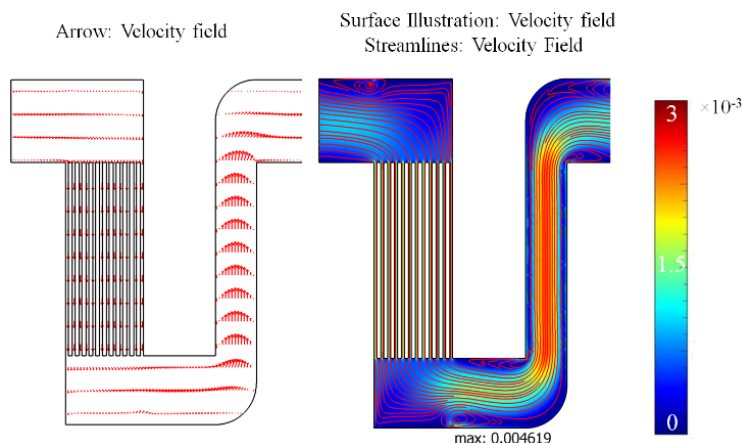 Arrow: Velocity field
Surface Illustration: Velocity field
Streamlines: Velocity Field
3
×10⁻³
1.5
0
max: 0.004619